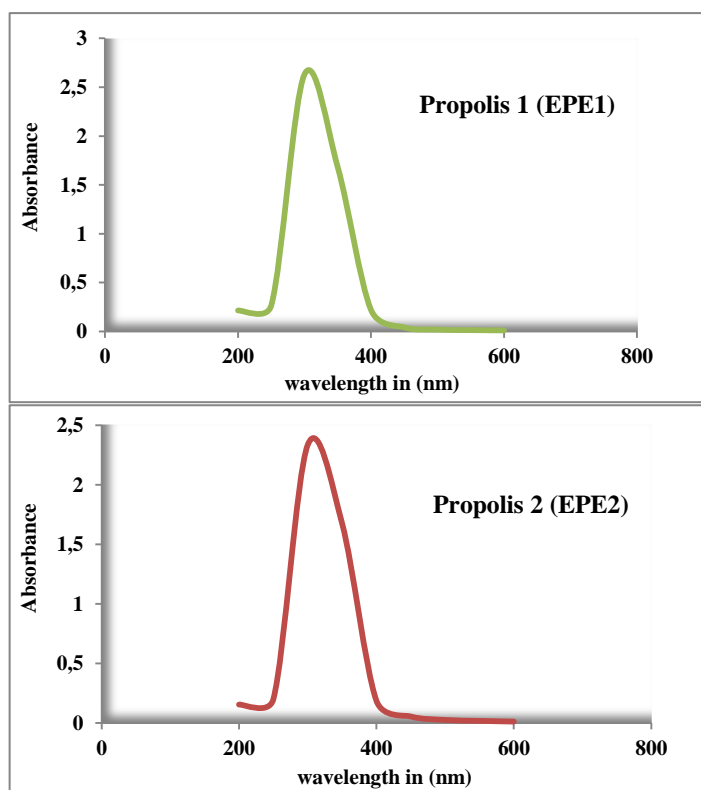 3
2,5
2
1,5
1
0,5
0
Absorbance
Propolis 1 (EPE1)
0 200 400 600 800
wavelength in (nm)
2,5
2
1,5
1
0,5
0
Absorbance
Propolis 2 (EPE2)
0 200 400 600 800
wavelength in (nm)